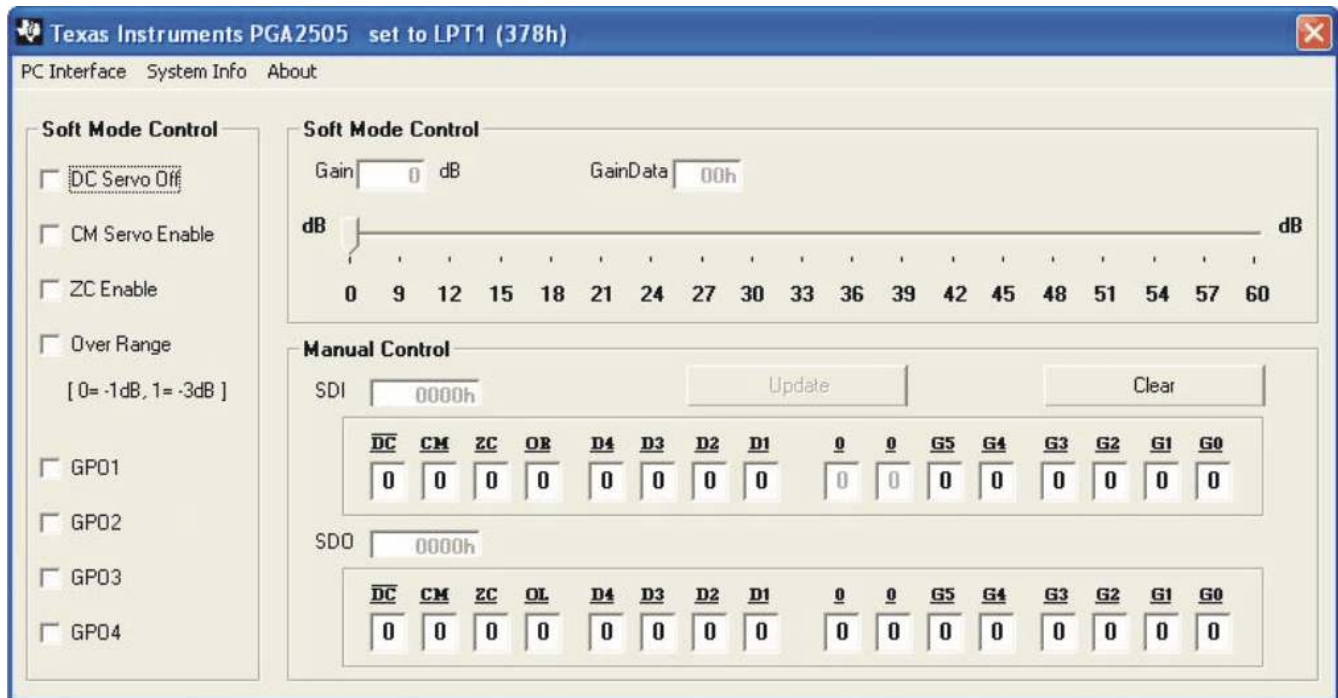 Texas Instruments PGA2505 set to LPT1 (378h)
PC Interface System Info About
Soft Mode Control
DC Servo Off
CM Servo Enable
ZC Enable
Over Range
[ 0= -1dB, 1= -3dB ]
GPO1
GPO2
GPO3
GPO4
Soft Mode Control
Gain 0 dB GainData 00h
dB dB
0 9 12 15 18 21 24 27 30 33 36 39 42 45 48 51 54 57 60
Manual Control
SDI 0000h Update Clear
DC CM ZC OR D4 D3 D2 D1 0 0 G5 G4 G3 G2 G1 G0
0 0 0 0 0 0 0 0 0 0 0 0 0 0 0 0
SDO 0000h
DC CM ZC OL D4 D3 D2 D1 0 0 G5 G4 G3 G2 G1 G0
0 0 0 0 0 0 0 0 0 0 0 0 0 0 0 0